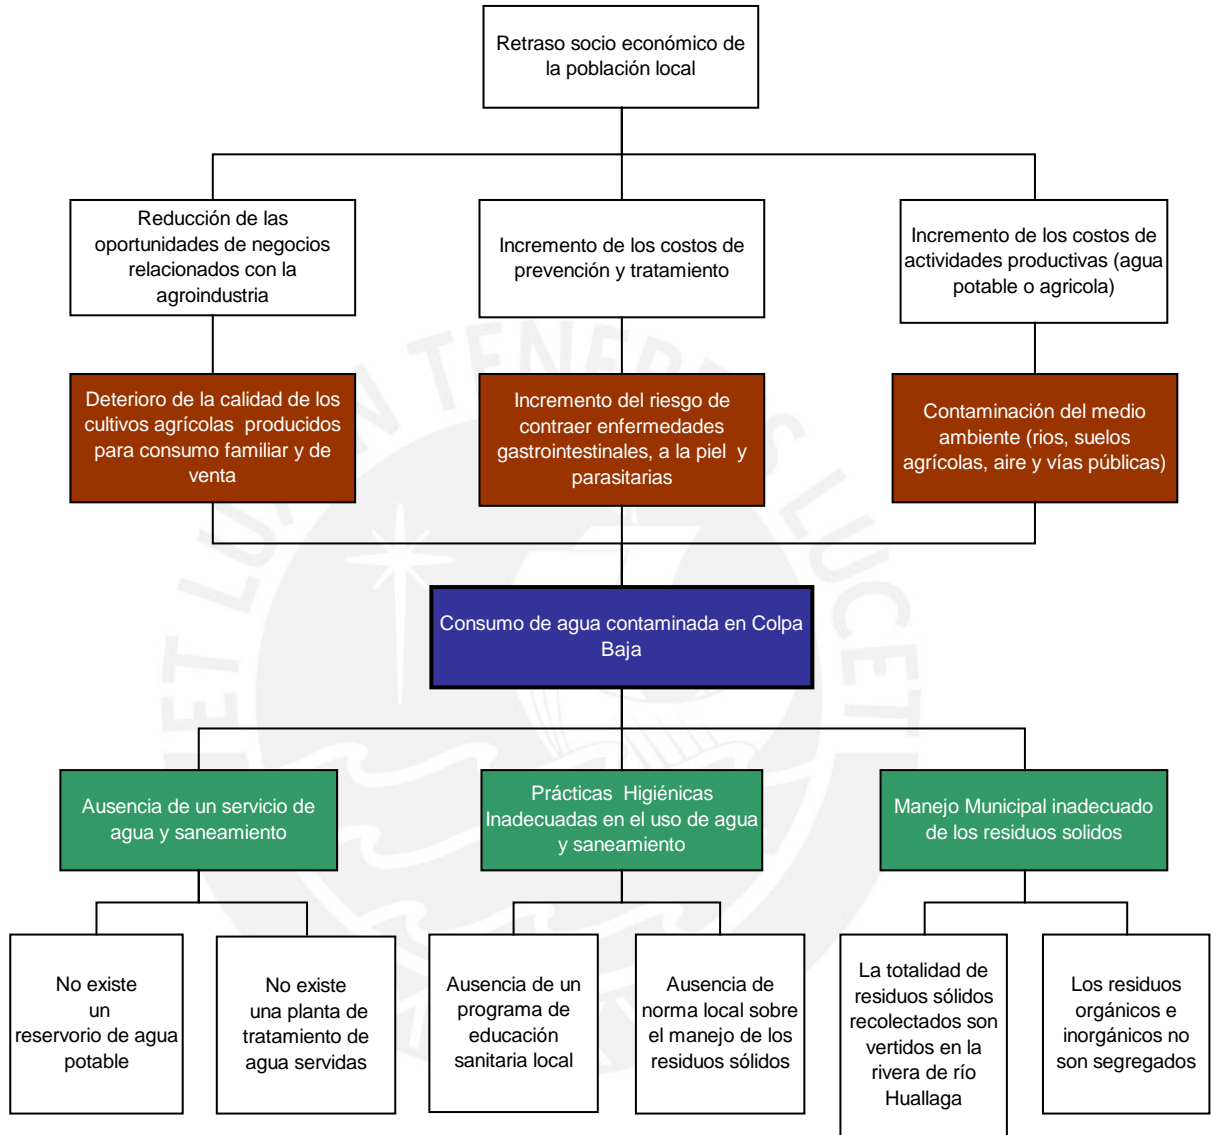 Retraso socio económico de
la población local
Reducción de las
oportunidades de negocios
relacionados con la
agroindustria
Incremento de los costos de
prevención y tratamiento
Incremento de los costos de
actividades productivas (agua
potable o agricola)
Deterioro de la calidad de los
cultivos agrícolas producidos
para consumo familiar y de
venta
Incremento del riesgo de
contraer enfermedades
gastrointestinales, a la piel y
parasitarias
Contaminación del medio
ambiente (rios, suelos
agrícolas, aire y vías públicas)
Consumo de agua contaminada en Colpa
Baja
Ausencia de un servicio de
agua y saneamiento
Prácticas Higiénicas
Inadecuadas en el uso de agua
y saneamiento
Manejo Municipal inadecuado
de los residuos solidos
No existe
un
reservorio de agua
potable
No existe
una planta de
tratamiento de
agua servidas
Ausencia de un
programa de
educación
sanitaria local
Ausencia de
norma local sobre
el manejo de los
residuos sólidos
La totalidad de
residuos sólidos
recolectados son
vertidos en la
rivera de río
Huallaga
Los residuos
orgánicos e
inorgánicos no
son segregados
ET LUX IN TENEBRIS LUCET